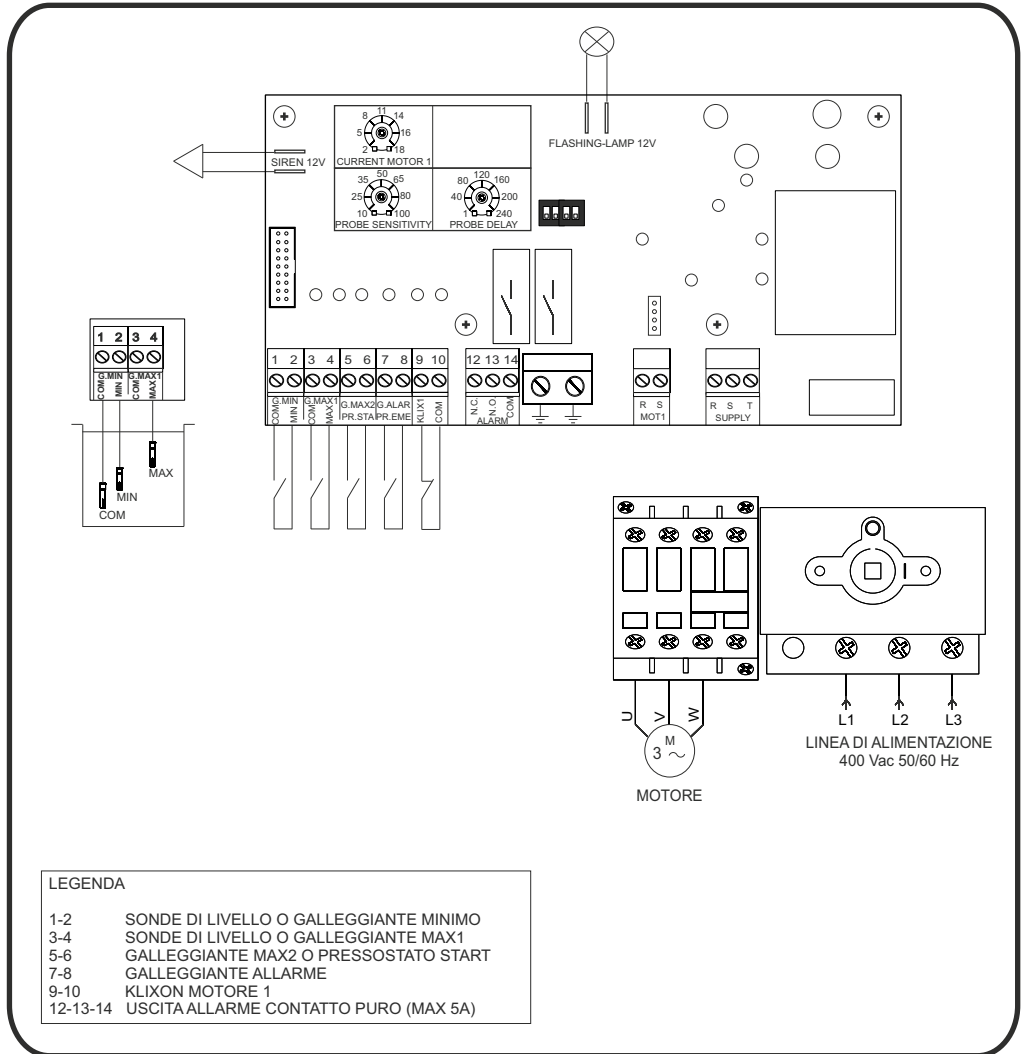 FLASHING-LAMP 12V
SIREN 12V
2 5 8 11 14 16 18
CURRENT MOTOR 1
10 25 35 50 65 80 100
PROBE SENSITIVITY
1 40 80 120 160 200 240
PROBE DELAY
1 2 3 4
G.MIN G.MAX1
COM MIN COM MAX1
MAX
MIN
COM
1 2 3 4 5 6 7 8 9 10 12 13 14
G.MIN G.MAX1 G.MAX2 G.ALAR
COM MIN COM MAX1 PR.STA PR.EME KLIX1 COM
N.C. N.O. COM
ALARM
R S
MOT1
R S T
SUPPLY
I
U V W
M
3 ~
MOTORE
L1 L2 L3
LINEA DI ALIMENTAZIONE
400 Vac 50/60 Hz
LEGENDA
1-2 SONDE DI LIVELLO O GALLEGGIANTE MINIMO
3-4 SONDE DI LIVELLO O GALLEGGIANTE MAX1
5-6 GALLEGGIANTE MAX2 O PRESSOSTATO START
7-8 GALLEGGIANTE ALLARME
9-10 KLIXON MOTORE 1
12-13-14 USCITA ALLARME CONTATTO PURO (MAX 5A)